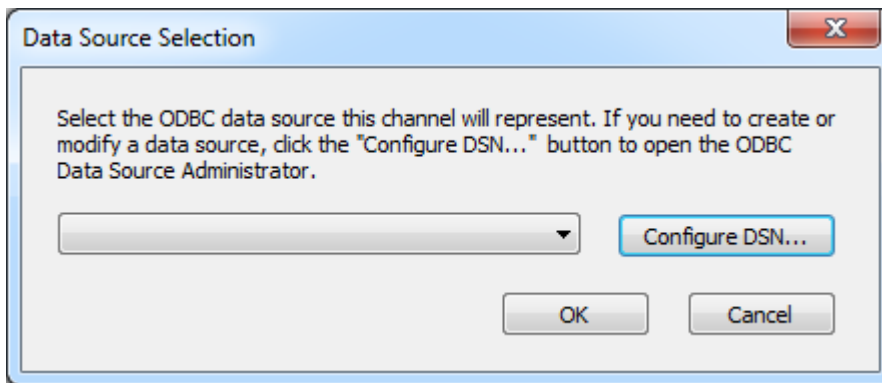 Data Source Selection
Select the ODBC data source this channel will represent. If you need to create or
modify a data source, click the "Configure DSN..." button to open the ODBC
Data Source Administrator.
Configure DSN...
OK
Cancel